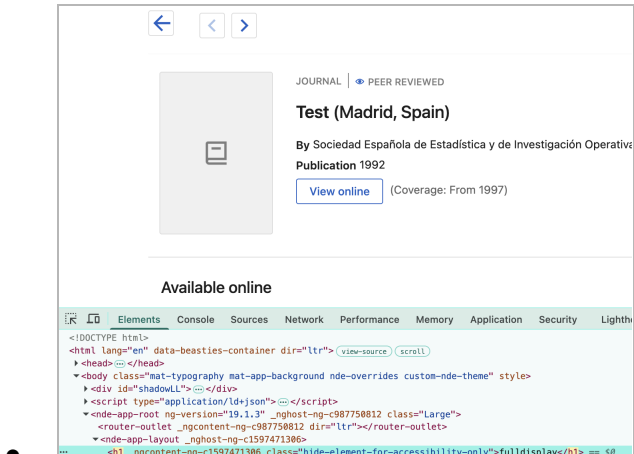 JOURNAL PEER REVIEWED
Test (Madrid, Spain)
By Sociedad Española de Estadística y de Investigación Operativa
Publication 1992
View online (Coverage: From 1997)
Available online
Elements Console Sources Network Performance Memory Application Security Lighth
<!DOCTYPE html>
<html lang="en" data-beasties-container dir="ltr"> view-source scroll
<head> … </head>
<body class="mat-typography mat-app-background nde-overrides custom-nde-theme" style>
<div id="shadowLL"> … </div>
<script type="application/ld+json"> … </script>
<nde-app-root ng-version="19.1.3" _nghost-ng-c987750812 class="Large">
<router-outlet _ngcontent-ng-c987750812 dir="ltr"></router-outlet>
<nde-app-layout _nghost-ng-c1597471306>
… <h1 _ngcontent-ng-c1597471306 class="hide-element-for-accessibility-only">fulldisplay</h1> == $0